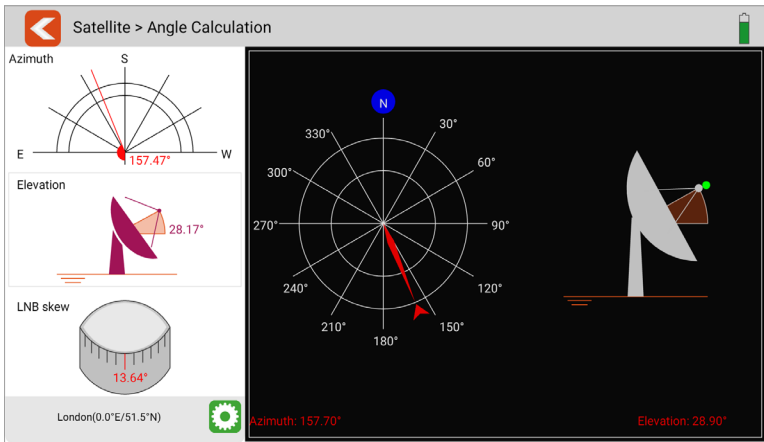 Satellite > Angle Calculation
Azimuth
S
E
W
157.47°
Elevation
28.17°
LNB skew
13.64°
London(0.0°E/51.5°N)
N
30°
60°
90°
120°
150°
180°
210°
240°
270°
300°
330°
Azimuth: 157.70°
Elevation: 28.90°